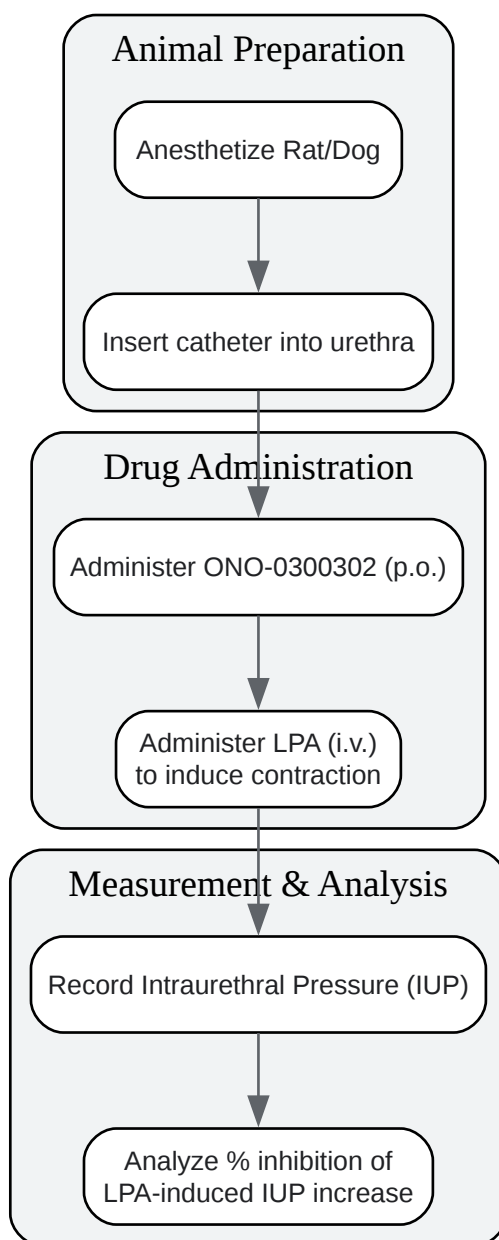 Animal Preparation
Anesthetize Rat/Dog
Insert catheter into urethra
Drug Administration
Administer ONO-0300302 (p.o.)
Administer LPA (i.v.)
to induce contraction
Measurement & Analysis
Record Intraurethral Pressure (IUP)
Analyze % inhibition of
LPA-induced IUP increase